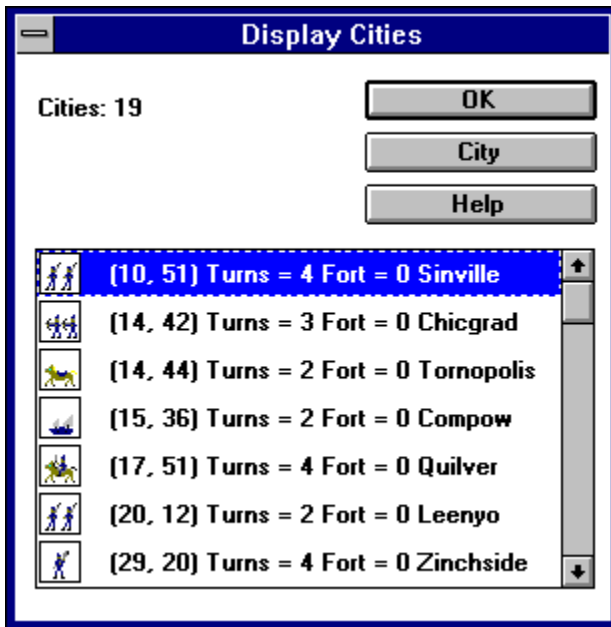 Display Cities
Cities: 19
OK
City
Help
(10, 51) Turns = 4 Fort = 0 Sinville
(14, 42) Turns = 3 Fort = 0 Chicgrad
(14, 44) Turns = 2 Fort = 0 Tornopolis
(15, 36) Turns = 2 Fort = 0 Compow
(17, 51) Turns = 4 Fort = 0 Quilver
(20, 12) Turns = 2 Fort = 0 Leenyo
(29, 20) Turns = 4 Fort = 0 Zinchside